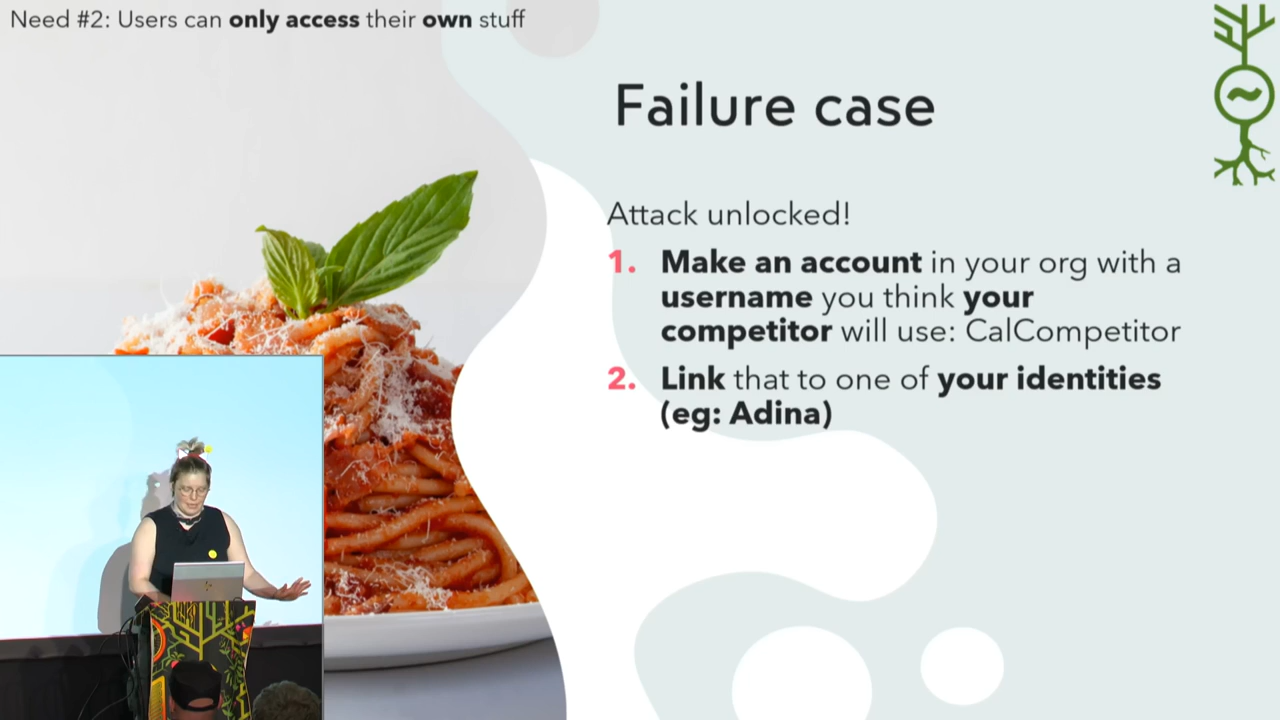 Need #2: Users can only access their own stuff
Failure case
Attack unlocked!
1. Make an account in your org with a
username you think your
competitor will use: CalCompetitor
2. Link that to one of your identities
(eg: Adina)